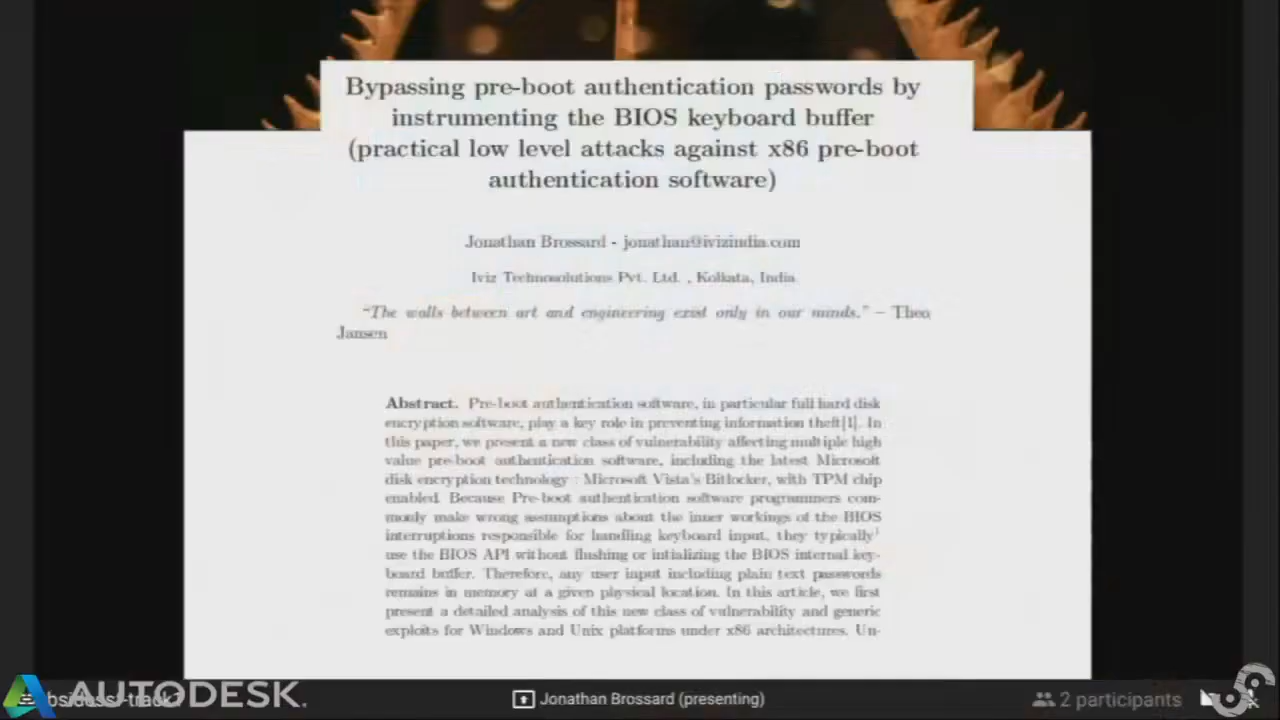 Bypassing pre-boot authentication passwords by
instrumenting the BIOS keyboard buffer
(practical low level attacks against x86 pre-boot
authentication software)
Jonathan Brossard - jonathan@ivizindia.com
Iviz Technosolutions Pvt. Ltd. , Kolkata, India
“The walls between art and engineering exist only in our minds.” – Theo
Jansen
Abstract. Pre-boot authentication software, in particular full hard disk
encryption software, play a key role in preventing information theft[1]. In
this paper, we present a new class of vulnerability affecting multiple high
value pre-boot authentication software, including the latest Microsoft
disk encryption technology : Microsoft Vista's Bitlocker, with TPM chip
enabled. Because Pre-boot authentication software programmers com-
monly make wrong assumptions about the inner workings of the BIOS
interruptions responsible for handling keyboard input, they typically¹
use the BIOS API without flushing or intializing the BIOS internal key-
board buffer. Therefore, any user input including plain text passwords
remains in memory at a given physical location. In this article, we first
present a detailed analysis of this new class of vulnerability and generic
exploits for Windows and Unix platforms under x86 architectures. Un-
AUTODESK.
Jonathan Brossard (presenting)
2 participants